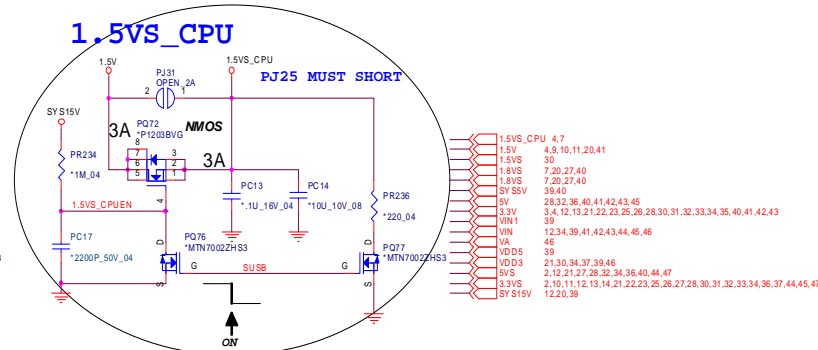 1.5VS_CPU
1.5V
1.5VS_CPU
PJ31
OPEN_2A
2
1
PJ25 MUST SHORT
SYS15V
PQ72
*P1203BVG
NMOS
3A
3A
8
7
6
5
3
2
1
4
PR234
*1M_04
1.5VS_CPUEN
PC13
*.1U_16V_04
PC14
*10U_10V_08
PR236
*220_04
PC17
*2200P_50V_04
PQ76
*MTN7002ZHS3
D
G
S
SUSB
PQ77
*MTN7002ZHS3
D
G
S
ON
1.5VS_CPU 4,7
1.5V 4,9,10,11,20,41
1.5VS 30
1.8VS 7,20,27,40
1.8VS 7,20,27,40
SYS5V 39,40
5V 28,32,36,40,41,42,43,45
3.3V 3,4,12,13,21,22,23,25,26,28,30,31,32,33,34,35,40,41,42,43
VIN1 39
VIN 12,34,39,41,42,43,44,45,46
VA 46
VDD5 39
VDD3 21,30,34,37,39,46
5VS 2,12,21,27,28,32,34,36,40,44,47
3.3VS 2,10,11,12,13,14,21,22,23,25,26,27,28,30,31,32,33,34,36,37,44,45,47
SYS15V 12,20,39